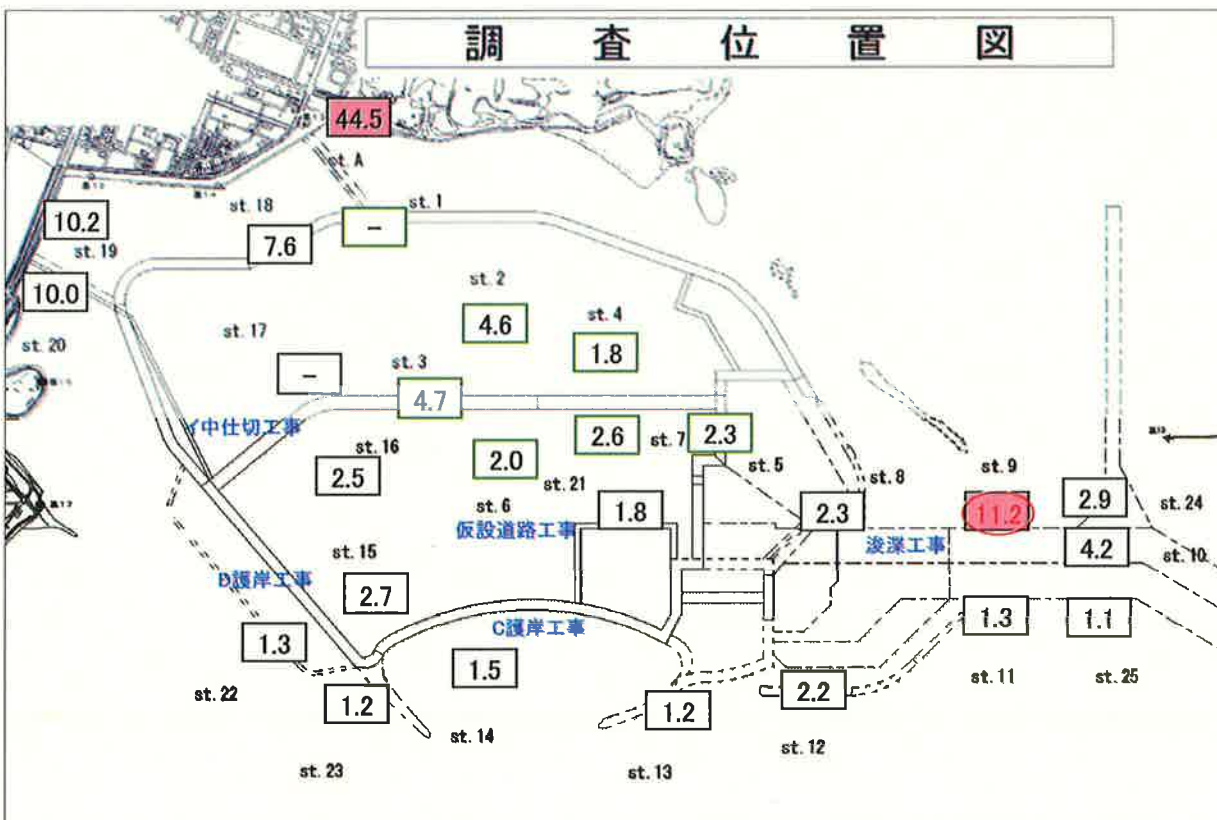 調査位置図
44.5
st. A
st. 18
st. 1
10.2
7.6
－
st. 19
10.0
st. 2
4.6
st. 4
st. 17
1.8
st. 20
－
st. 3
4.7
イ中仕切工事
2.6
st. 7
2.3
st. 16
2.0
st. 5
st. 9
2.5
st. 21
st. 8
st. 6
1.8
2.3
11.2
2.9
st. 24
仮設道路工事
浚渫工事
4.2
st. 10
st. 15
D護岸工事
2.7
C護岸工事
1.3
1.1
1.3
1.5
st. 11
st. 25
st. 22
1.2
1.2
2.2
st. 14
st. 12
st. 23
st. 13